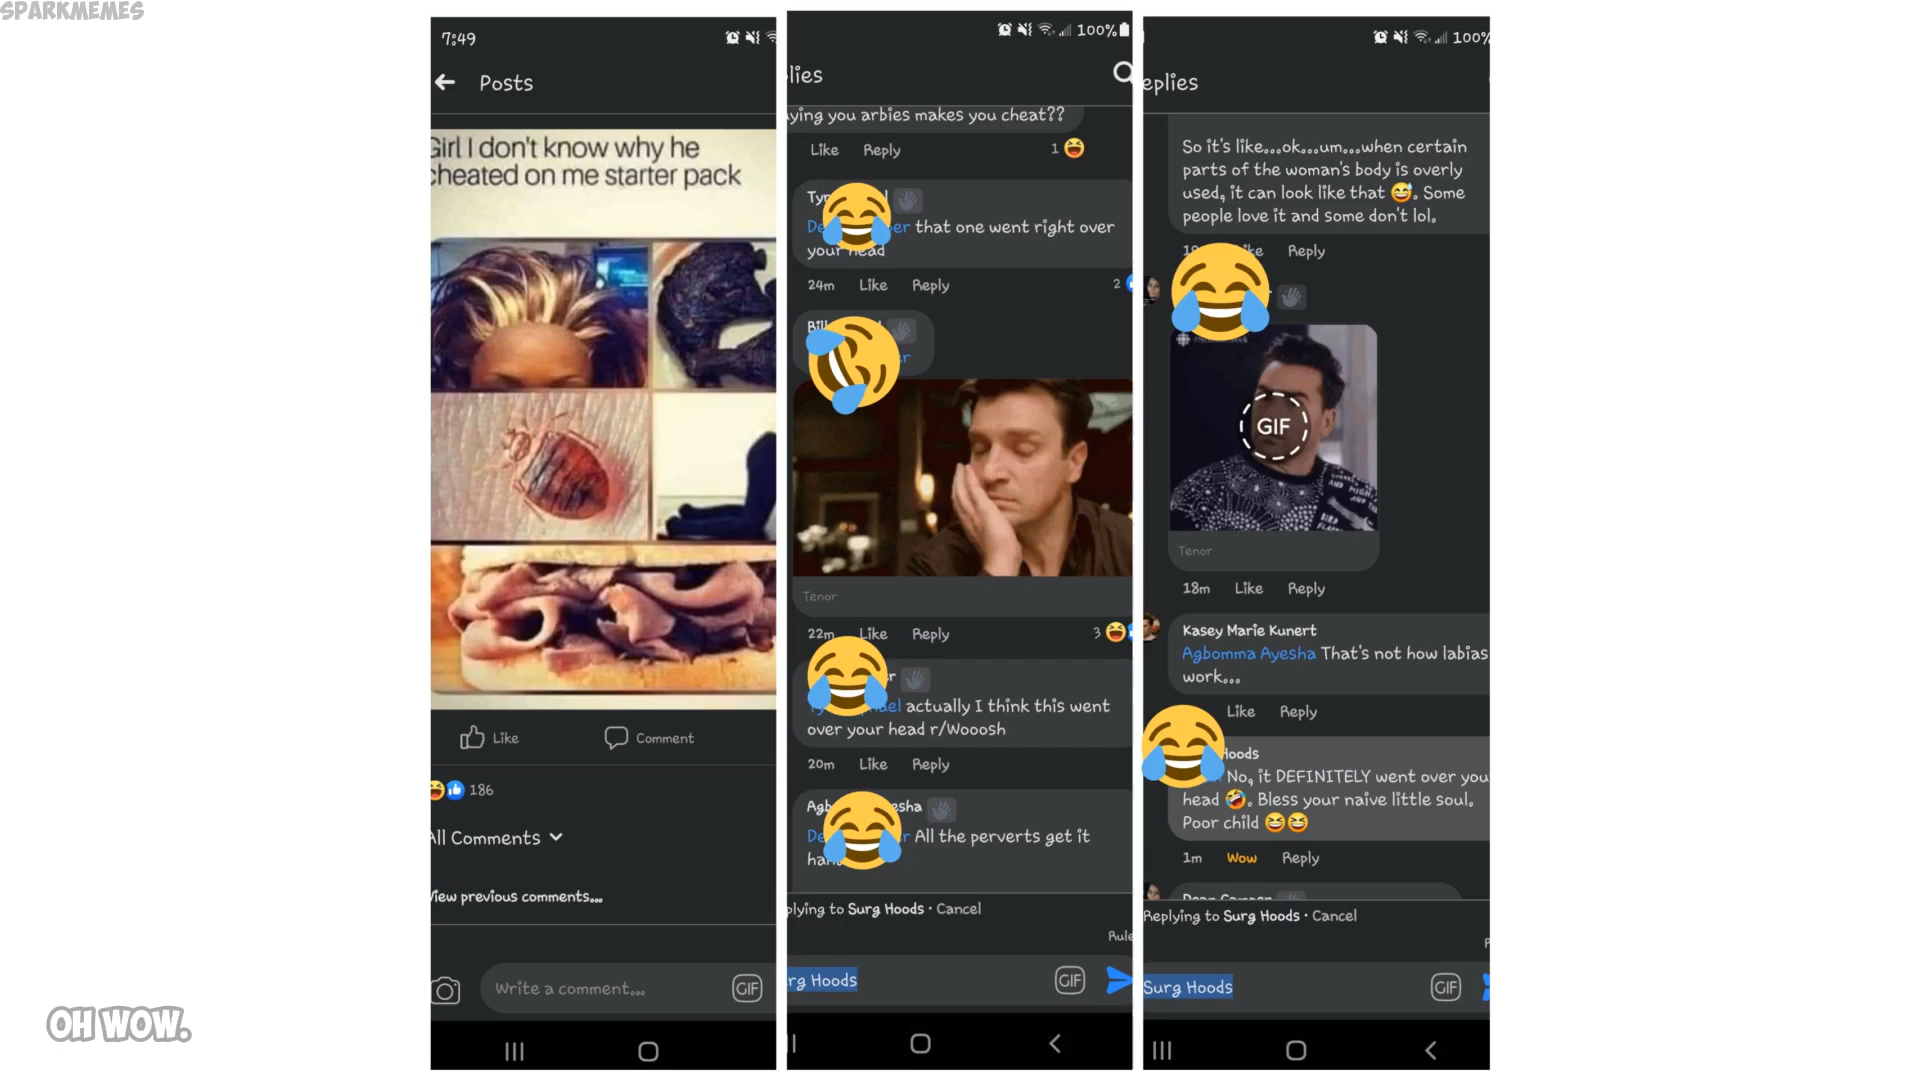 SPARKMEMES
7:49
Posts
Girl I don't know why he
cheated on me starter pack
Like
Comment
186
All Comments
View previous comments...
Write a comment...
GIF
OH WOW.
100%
lies
ying you arbies makes you cheat??
Like Reply 1
that one went right over
your head
24m Like Reply 2
Tenor
22m Like Reply 3
actually I think this went
over your head r/Wooosh
20m Like Reply
All the perverts get it
plying to Surg Hoods · Cancel
Rule
rg Hoods
GIF
100%
eplies
So it's like...ok...um...when certain
parts of the woman's body is overly
used, it can look like that 😅. Some
people love it and some don't lol.
Reply
GIF
Tenor
18m Like Reply
Kasey Marie Kunert
Agbomma Ayesha That's not how labias
work...
Like Reply
Hoods
No, it DEFINITELY went over you
head 🤣. Bless your naive little soul.
Poor child 😆😆
1m Wow Reply
Replying to Surg Hoods · Cancel
Surg Hoods
GIF